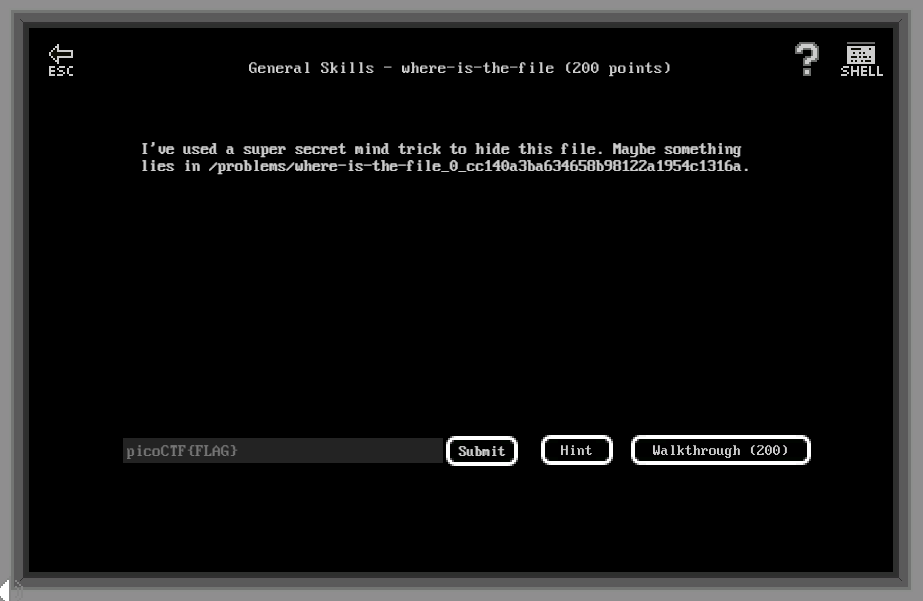 ESC
General Skills - where-is-the-file (200 points)
?
SHELL
I've used a super secret mind trick to hide this file. Maybe something
lies in /problems/where-is-the-file_0_cc140a3ba634658b98122a1954c1316a.
picoCTF{FLAG}
Submit
Hint
Walkthrough (200)